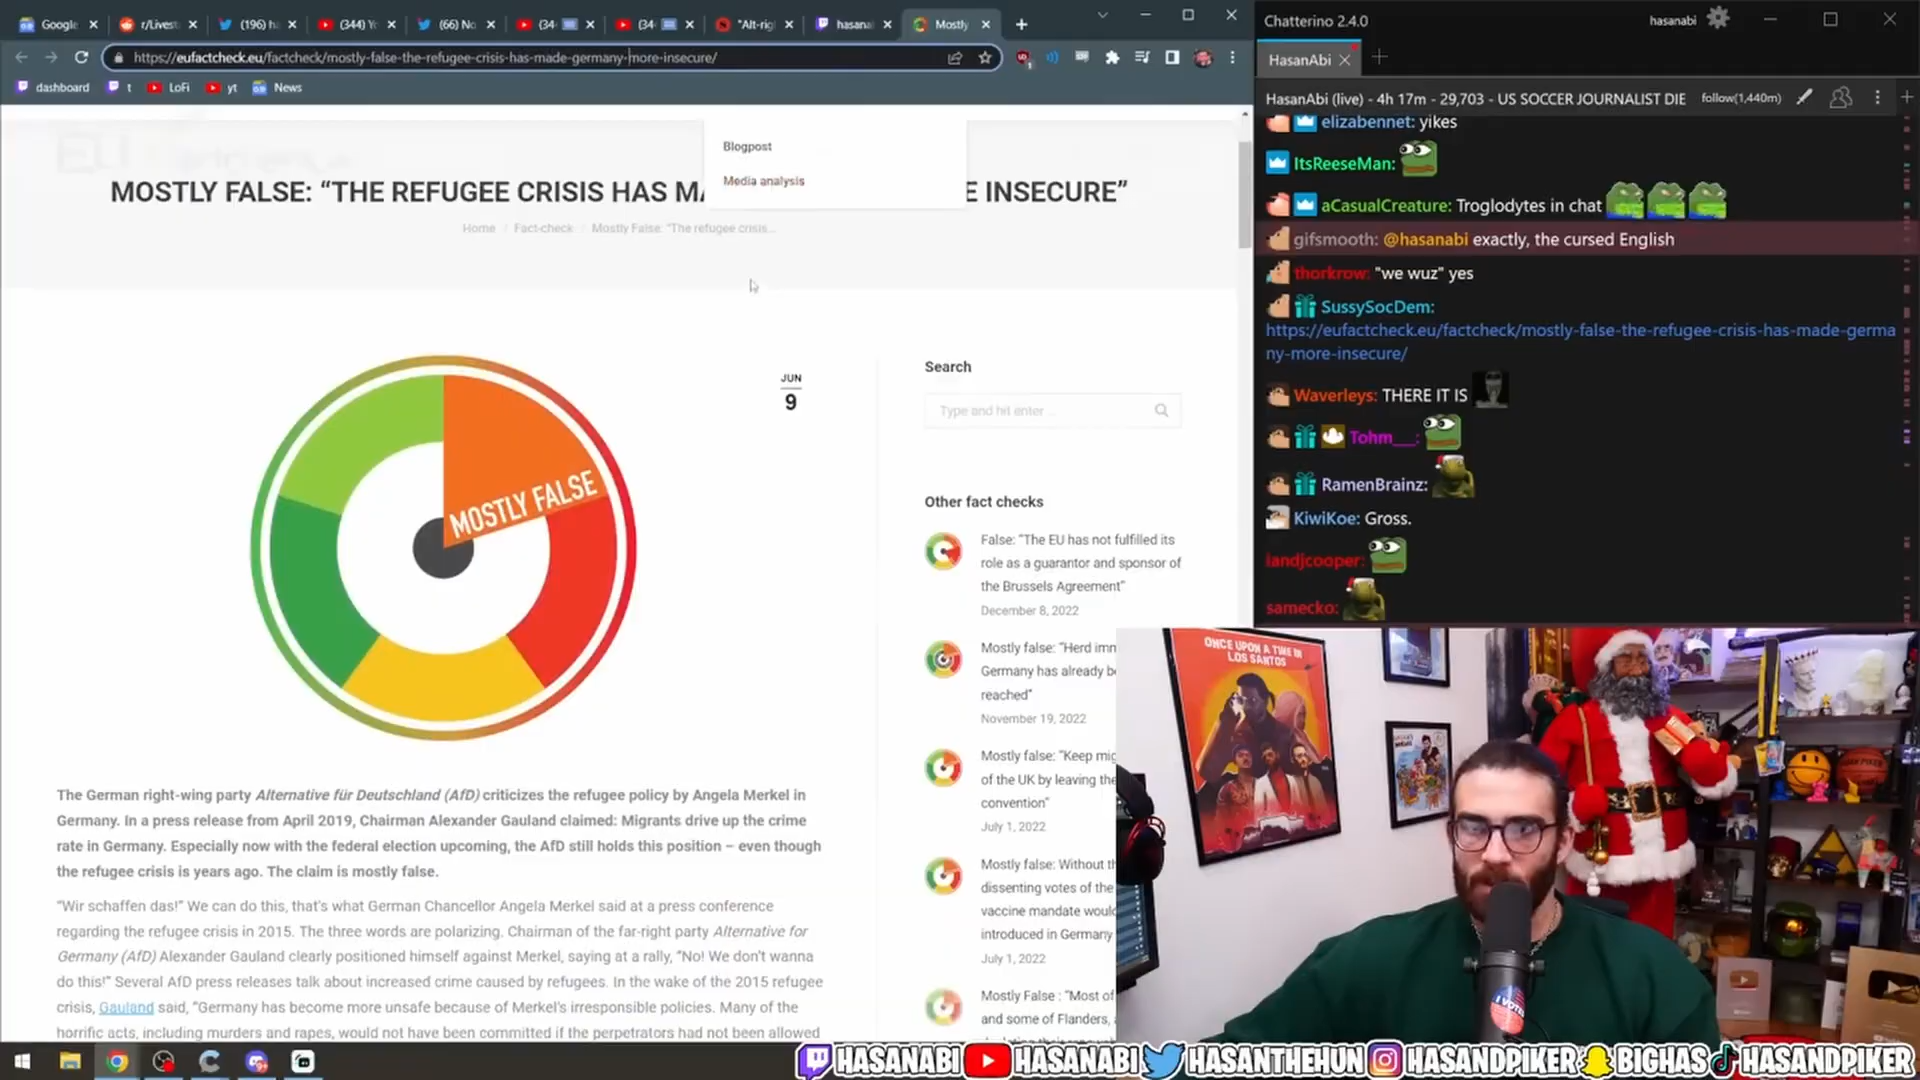 Google
r/Livest
(196) h
(344) Y
(66) No
(34
(34
"Alt-rig
hasana
Mostly
https://eufactcheck.eu/factcheck/mostly-false-the-refugee-crisis-has-made-germany-more-insecure/
dashboard
t
LoFi
yt
News
Blogpost
Media analysis
MOSTLY FALSE: “THE REFUGEE CRISIS HAS MA
E INSECURE”
Home / Fact-check / Mostly False: “The refugee crisis...
JUN
9
MOSTLY FALSE
Search
Type and hit enter ...
Other fact checks
False: “The EU has not fulfilled its
role as a guarantor and sponsor of
the Brussels Agreement”
December 8, 2022
Mostly false: “Herd imm
Germany has already be
reached”
November 19, 2022
Mostly false: “Keep mig
of the UK by leaving the
convention”
July 1, 2022
Mostly false: Without th
dissenting votes of the
vaccine mandate would
introduced in Germany
July 1, 2022
Mostly False : “Most of
and some of Flanders,
The German right-wing party Alternative für Deutschland (AfD) criticizes the refugee policy by Angela Merkel in
Germany. In a press release from April 2019, Chairman Alexander Gauland claimed: Migrants drive up the crime
rate in Germany. Especially now with the federal election upcoming, the AfD still holds this position – even though
the refugee crisis is years ago. The claim is mostly false.
“Wir schaffen das!” We can do this, that’s what German Chancellor Angela Merkel said at a press conference
regarding the refugee crisis in 2015. The three words are polarizing. Chairman of the far-right party Alternative for
Germany (AfD) Alexander Gauland clearly positioned himself against Merkel, saying at a rally, “No! We don’t wanna
do this!” Several AfD press releases talk about increased crime caused by refugees. In the wake of the 2015 refugee
crisis, Gauland said, “Germany has become more unsafe because of Merkel’s irresponsible policies. Many of the
horrific acts, including murders and rapes, would not have been committed if the perpetrators had not been allowed
Chatterino 2.4.0
hasanabi
HasanAbi
HasanAbi (live) - 4h 17m - 29,703 - US SOCCER JOURNALIST DIE
follow(1,440m)
elizabennet: yikes
ItsReeseMan:
aCasualCreature: Troglodytes in chat
gifsmooth: @hasanabi exactly, the cursed English
thorkrow: "we wuz" yes
SussySocDem:
https://eufactcheck.eu/factcheck/mostly-false-the-refugee-crisis-has-made-germa
ny-more-insecure/
Waverleys: THERE IT IS
Tohm__:
RamenBrainz:
KiwiKoe: Gross.
iandjcooper:
samecko:
ONCE UPON A TIME IN
LOS SANTOS
I VOTED
HASANABI
HASANABI
HASANTHEHUN
HASANDPIKER
BIGHAS
HASANDPIKER